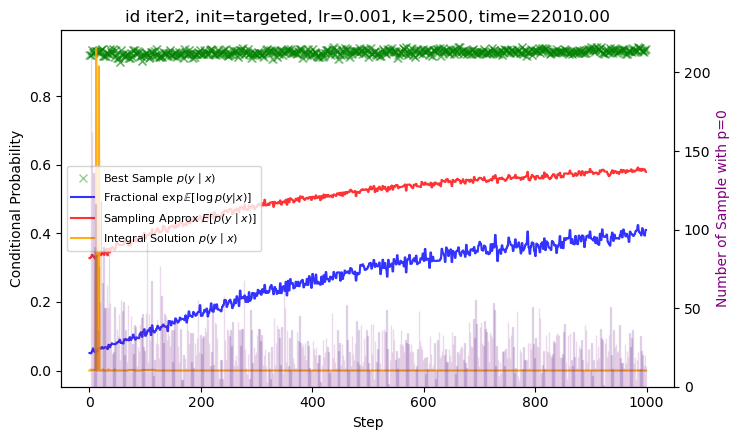 id iter2, init=targeted, lr=0.001, k=2500, time=22010.00
Conditional Probability
0.8
0.6
0.4
0.2
0.0
Best Sample p(y | x)
Fractional exp 𝔼[log p(y|x)]
Sampling Approx E[p(y | x)]
Integral Solution p(y | x)
200
150
100
50
0
Number of Sample with p=0
0 200 400 600 800 1000
Step